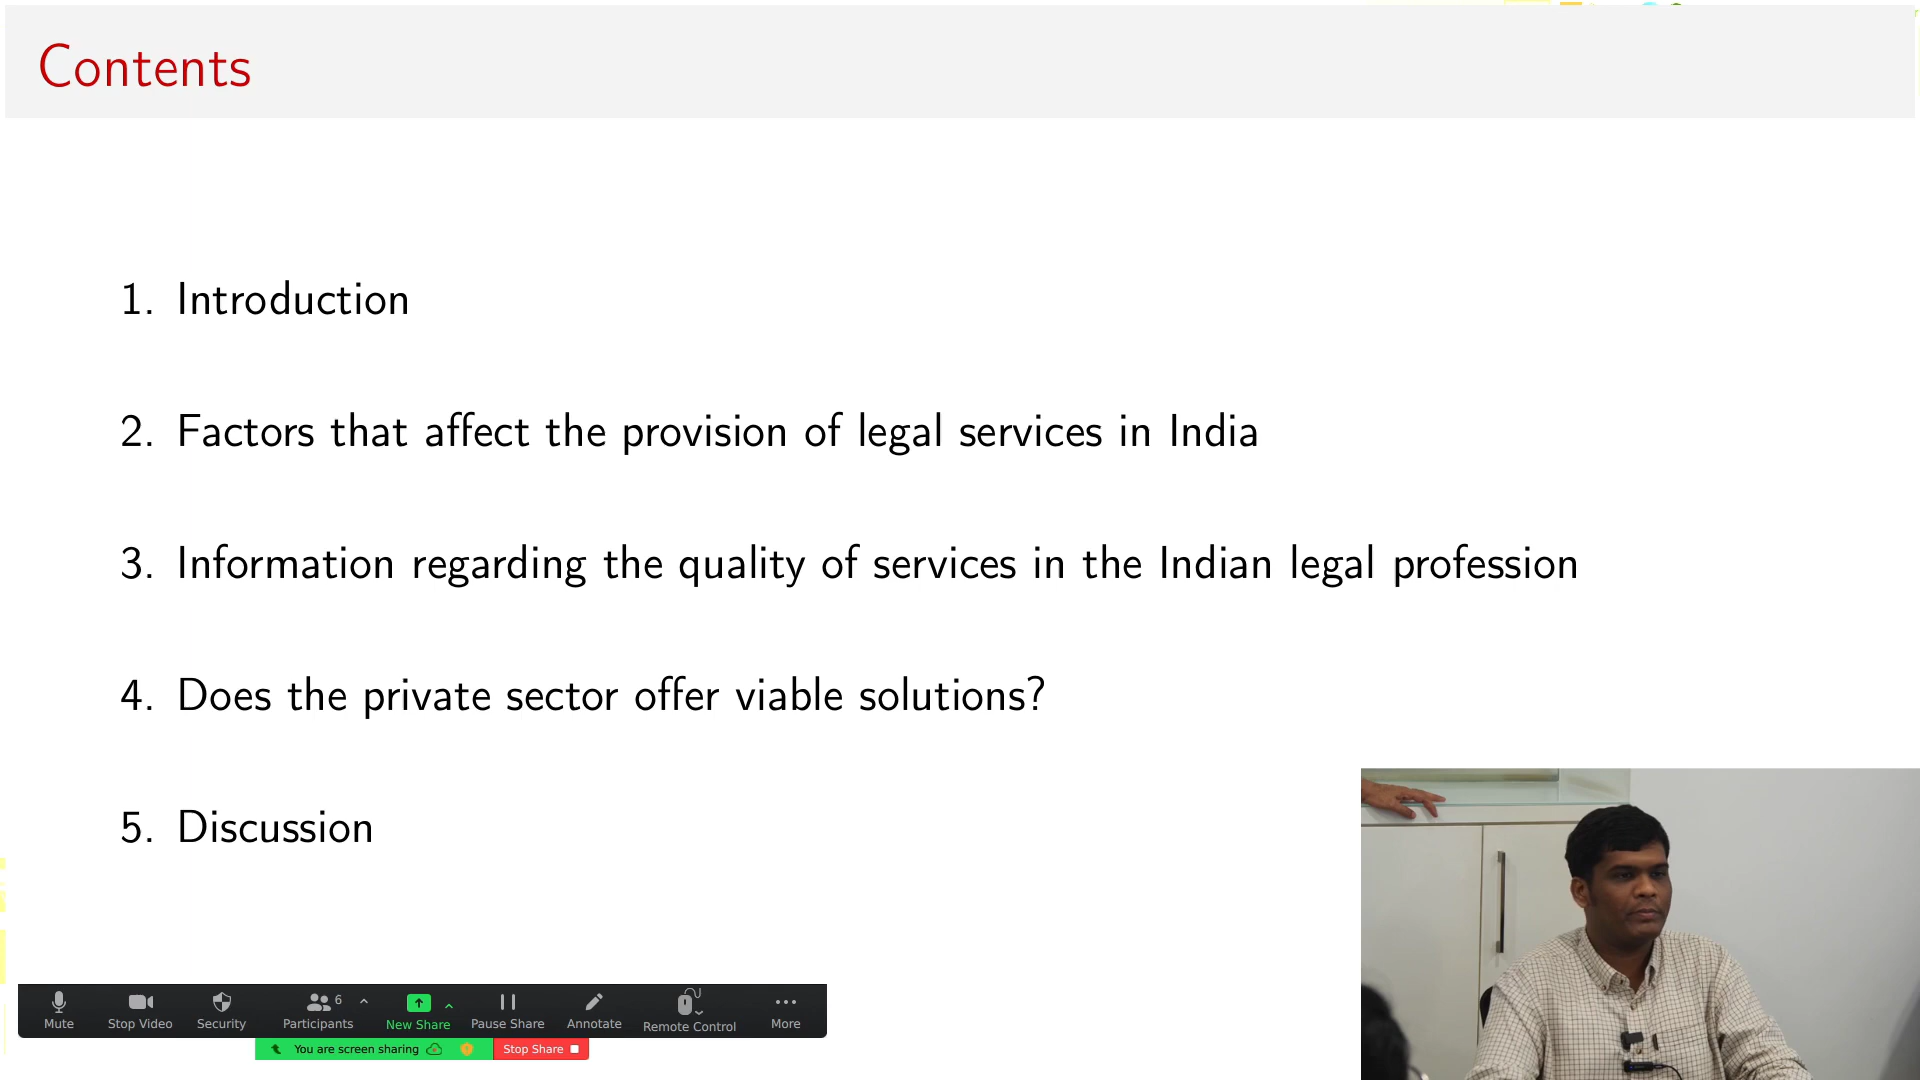 Contents
1. Introduction
2. Factors that affect the provision of legal services in India
3. Information regarding the quality of services in the Indian legal profession
4. Does the private sector offer viable solutions?
5. Discussion
6
Mute Stop Video Security Participants New Share Pause Share Annotate Remote Control More
You are screen sharing Stop Share